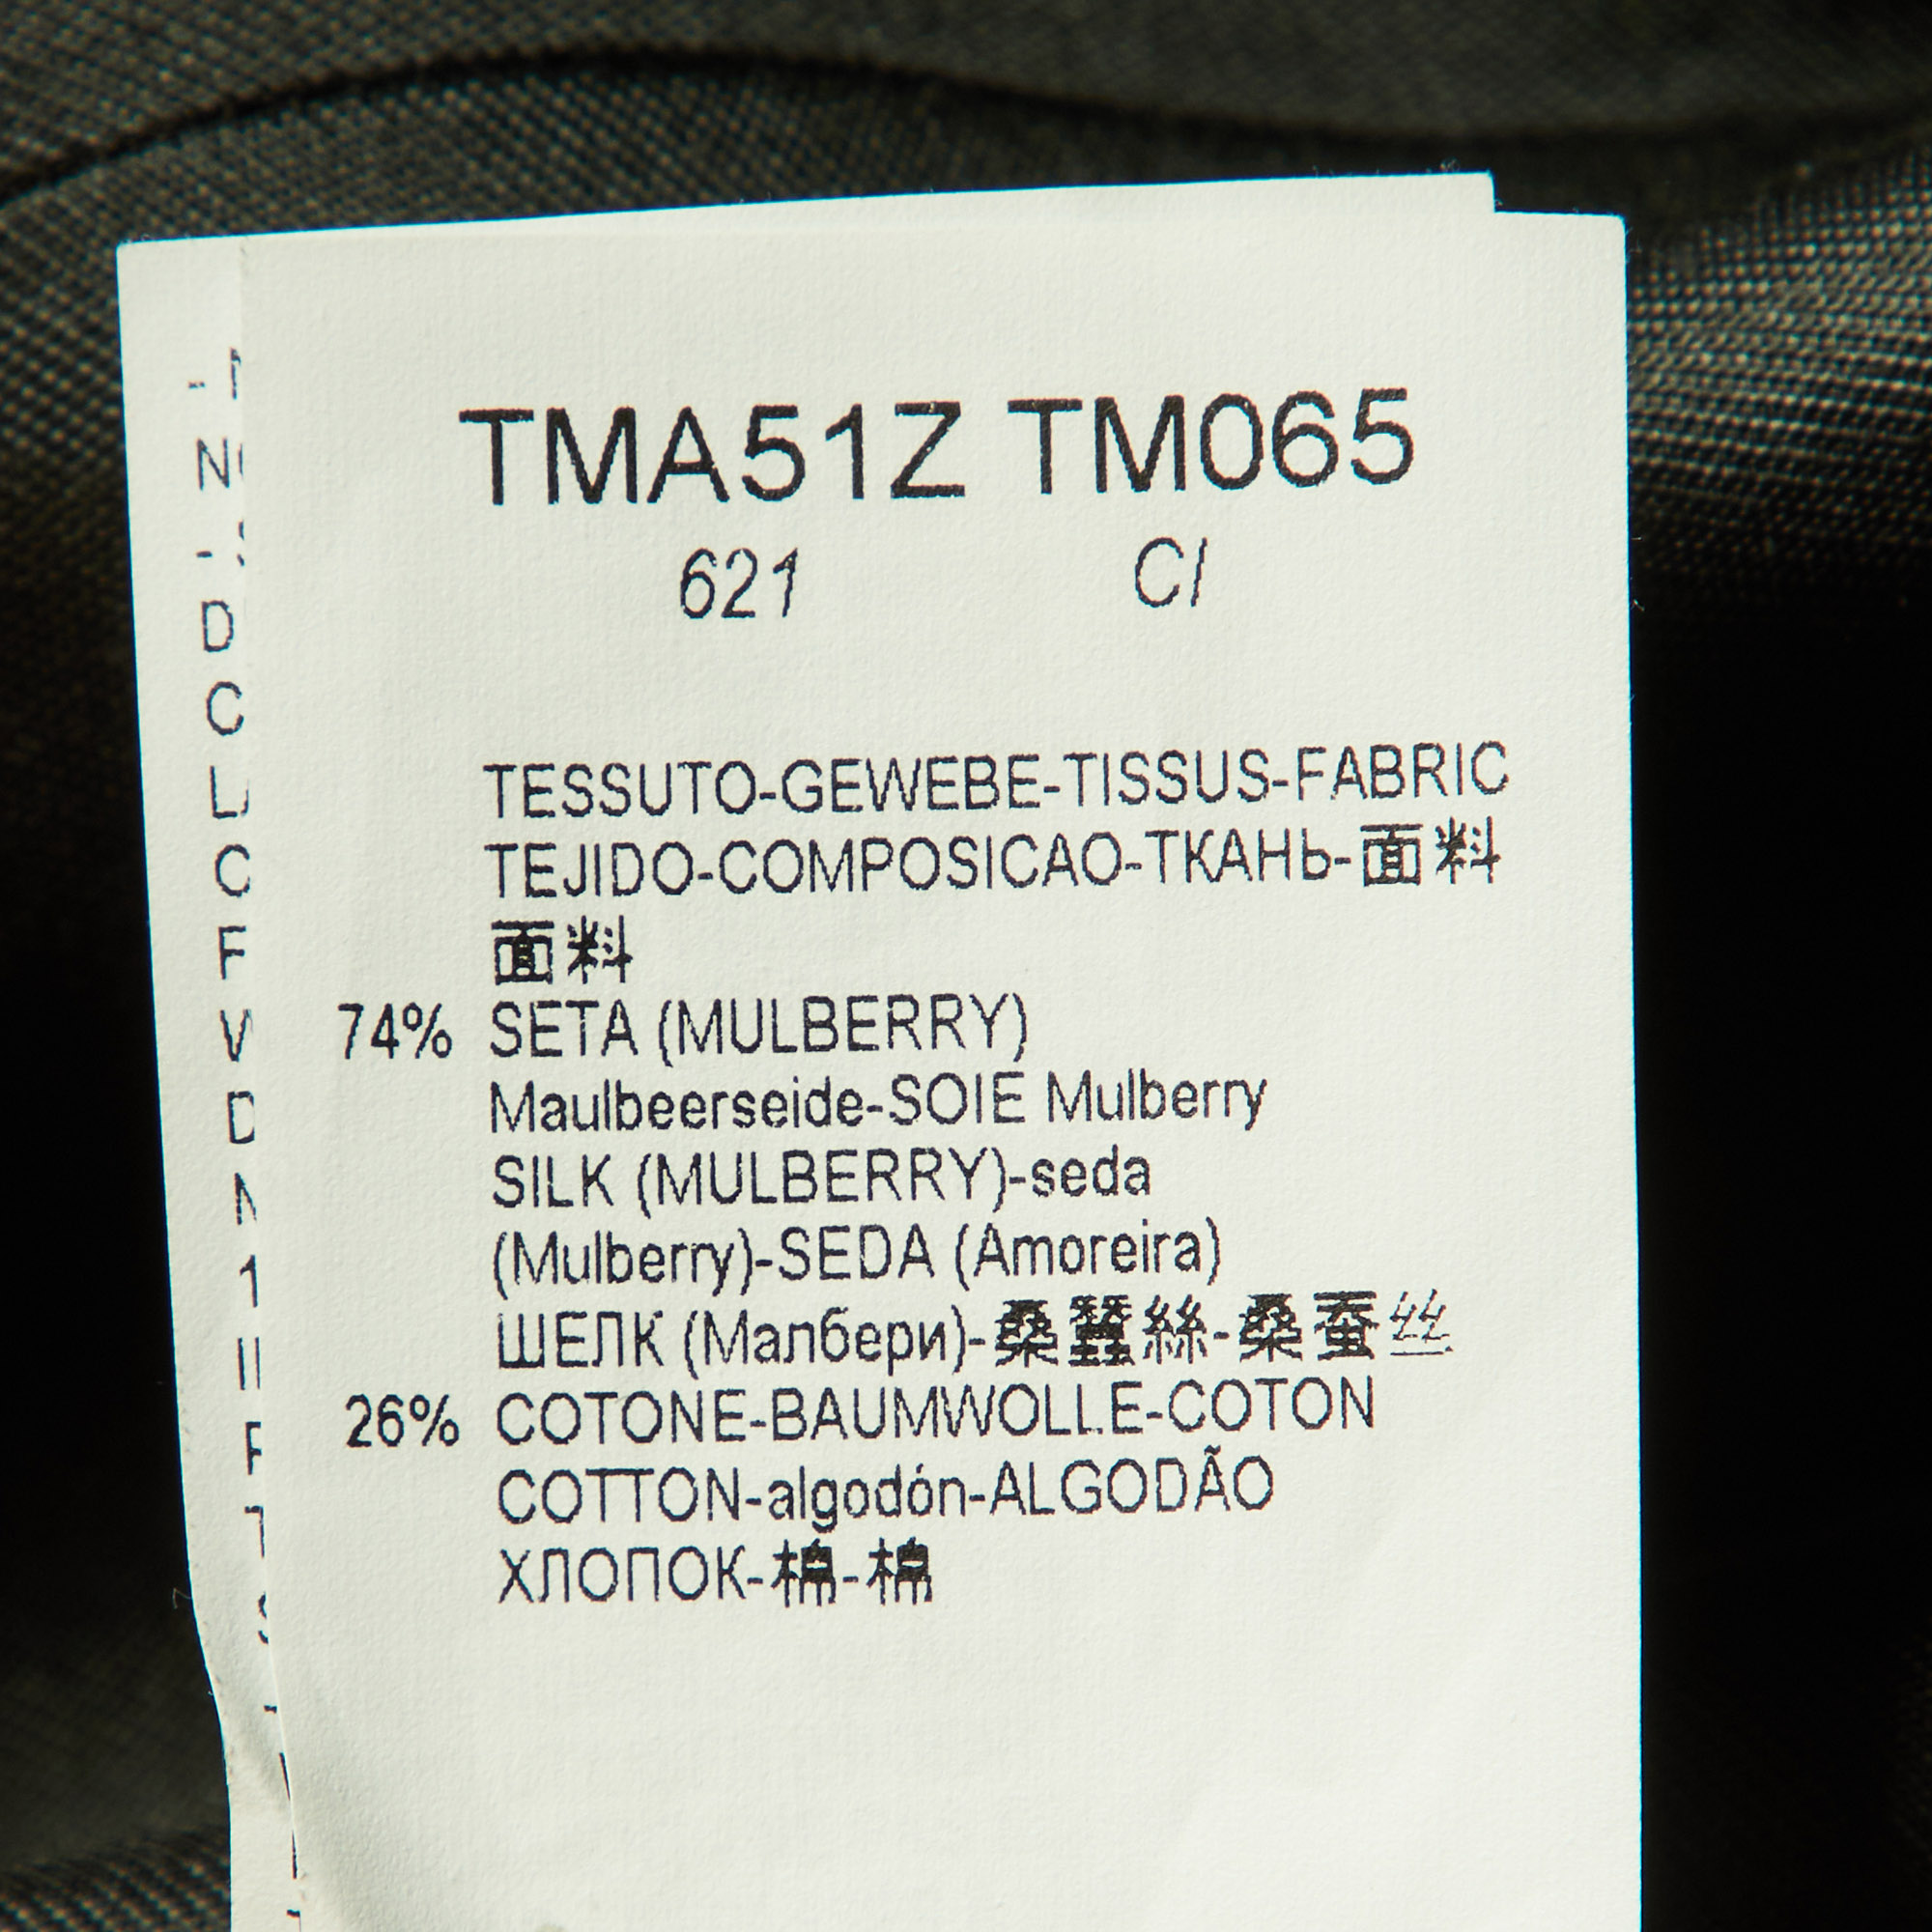 TMA51Z TM065
621 C/
TESSUTO-GEWEBE-TISSUS-FABRIC
TEJIDO-COMPOSICAO-ТКАНЬ-面料
面料
74% SETA (MULBERRY)
Maulbeerseide-SOIE Mulberry
SILK (MULBERRY)-seda
(Mulberry)-SEDA (Amoreira)
ШЕЛК (Малбери)-桑蠶絲-桑蚕丝
26% COTONE-BAUMWOLLE-COTON
COTTON-algodón-ALGODÃO
ХЛОПОК-棉-棉